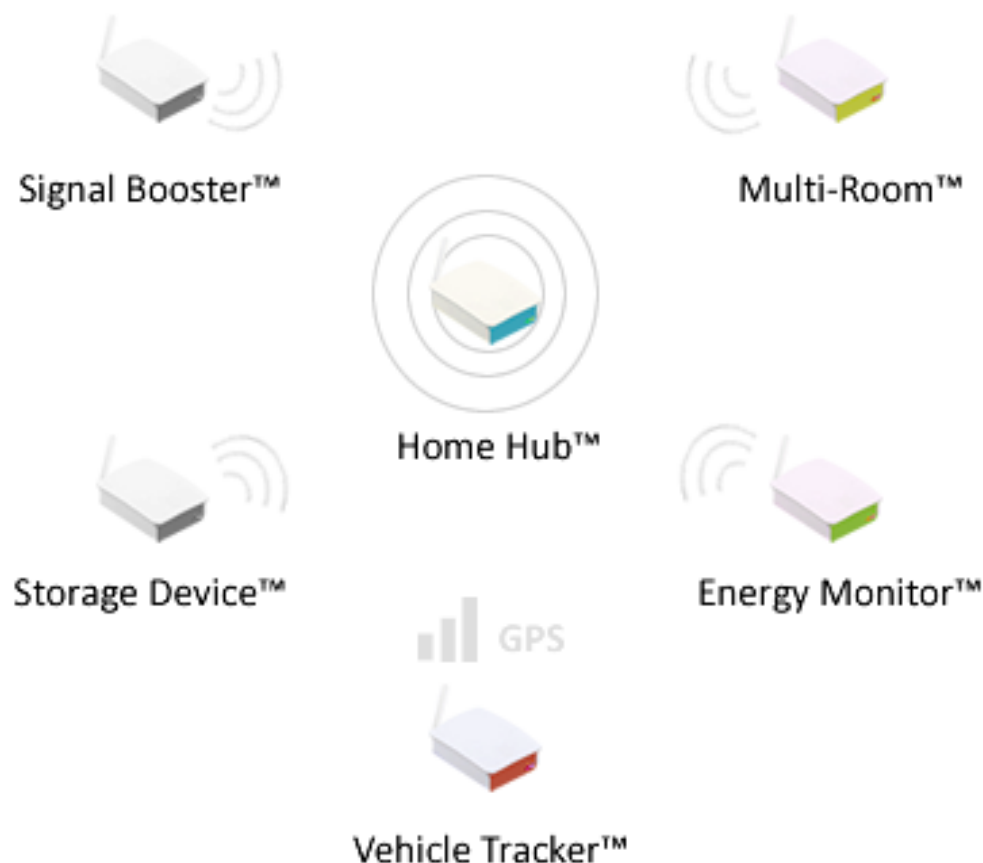 Signal Booster™
Multi-Room™
Home Hub™
Storage Device™
Energy Monitor™
GPS
Vehicle Tracker™